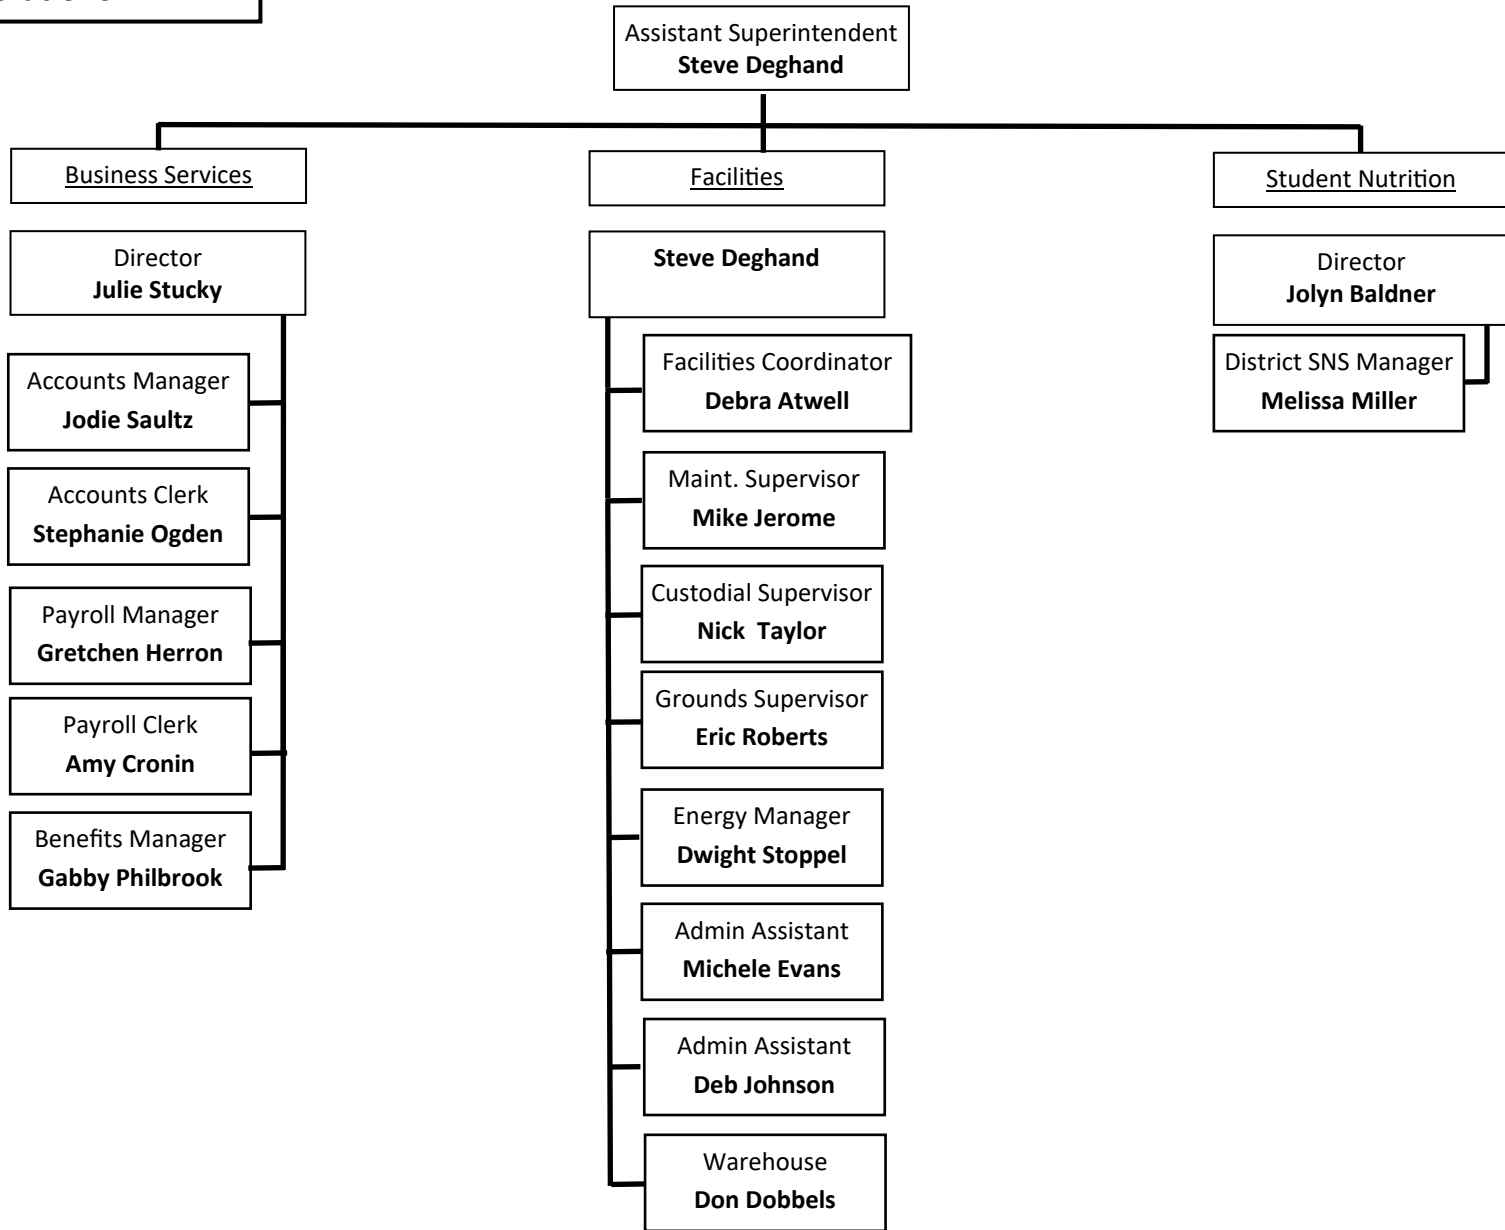 Assistant Superintendent
Steve Deghand
Business Services
Director
Julie Stucky
Accounts Manager
Jodie Saultz
Accounts Clerk
Stephanie Ogden
Payroll Manager
Gretchen Herron
Payroll Clerk
Amy Cronin
Benefits Manager
Gabby Philbrook
Facilities
Steve Deghand
Facilities Coordinator
Debra Atwell
Maint. Supervisor
Mike Jerome
Custodial Supervisor
Nick  Taylor
Grounds Supervisor
Eric Roberts
Energy Manager
Dwight Stoppel
Admin Assistant
Michele Evans
Admin Assistant
Deb Johnson
Warehouse
Don Dobbels
Student Nutrition
Director
Jolyn Baldner
District SNS Manager
Melissa Miller